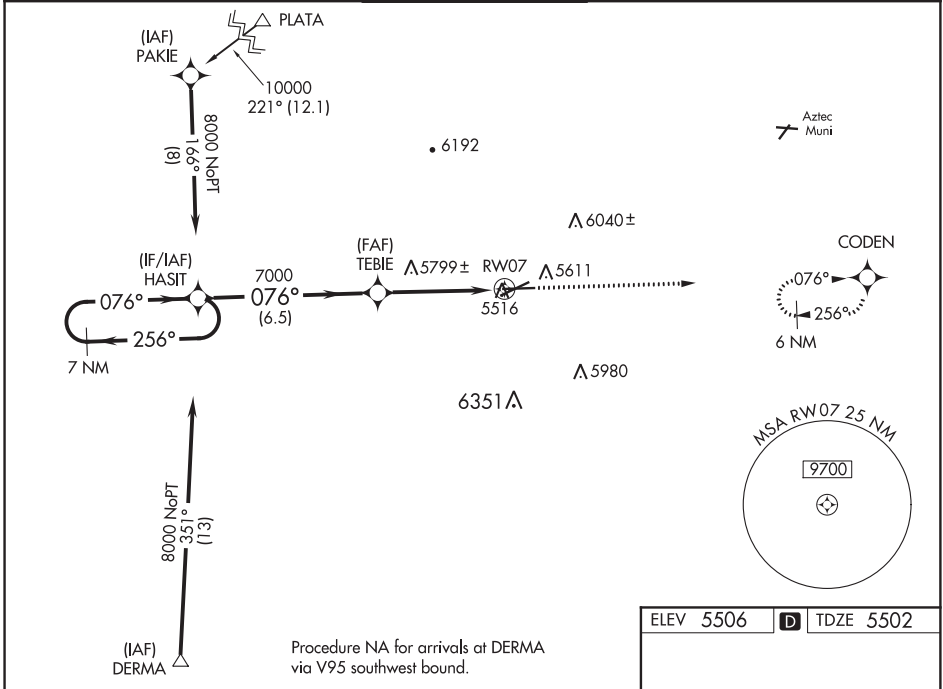 PLATA
(IAF)
PAKIE
10000
221° (12.1)
8000 NoPT
166°
(8)
6192
Aztec
Muni
6040±
(IF/IAF)
HASIT
7000
076°
(6.5)
(FAF)
TEBIE
5799±
RW07
5611
5516
CODEN
076°
256°
7 NM
076°
256°
6 NM
5980
6351
MSA RW07 25 NM
9700
8000 NoPT
351°
(13)
(IAF)
DERMA
Procedure NA for arrivals at DERMA
via V95 southwest bound.
ELEV 5506 D TDZE 5502